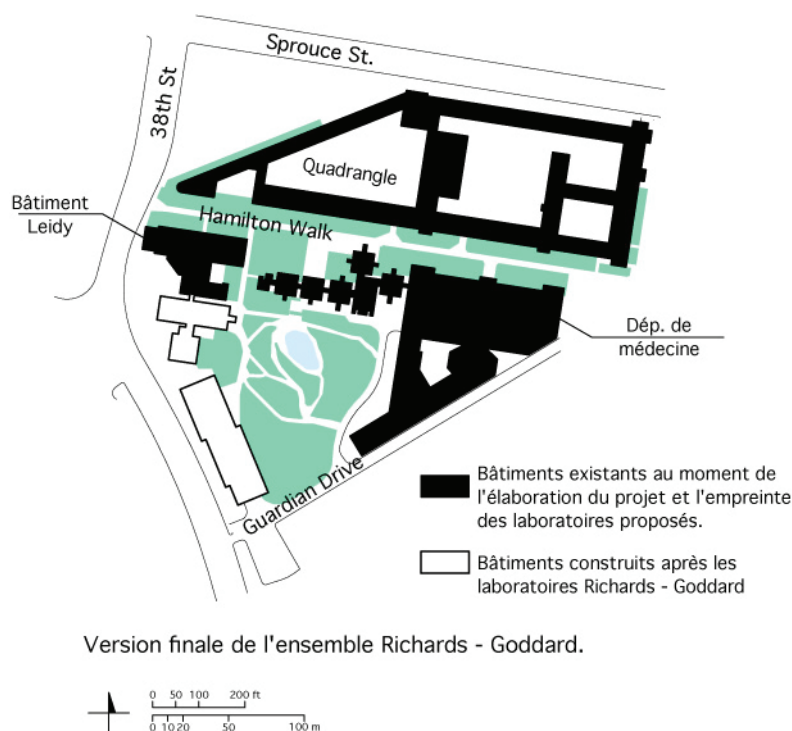 Sprouce St.
38th St
Quadrangle
Bâtiment
Leidy
Hamilton Walk
Dép. de
médecine
Guardian Drive
Bâtiments existants au moment de
l'élaboration du projet et l'empreinte
des laboratoires proposés.
Bâtiments construits après les
laboratoires Richards - Goddard
Version finale de l'ensemble Richards - Goddard.
0 50 100 200 ft
0 10 20 50 100 m